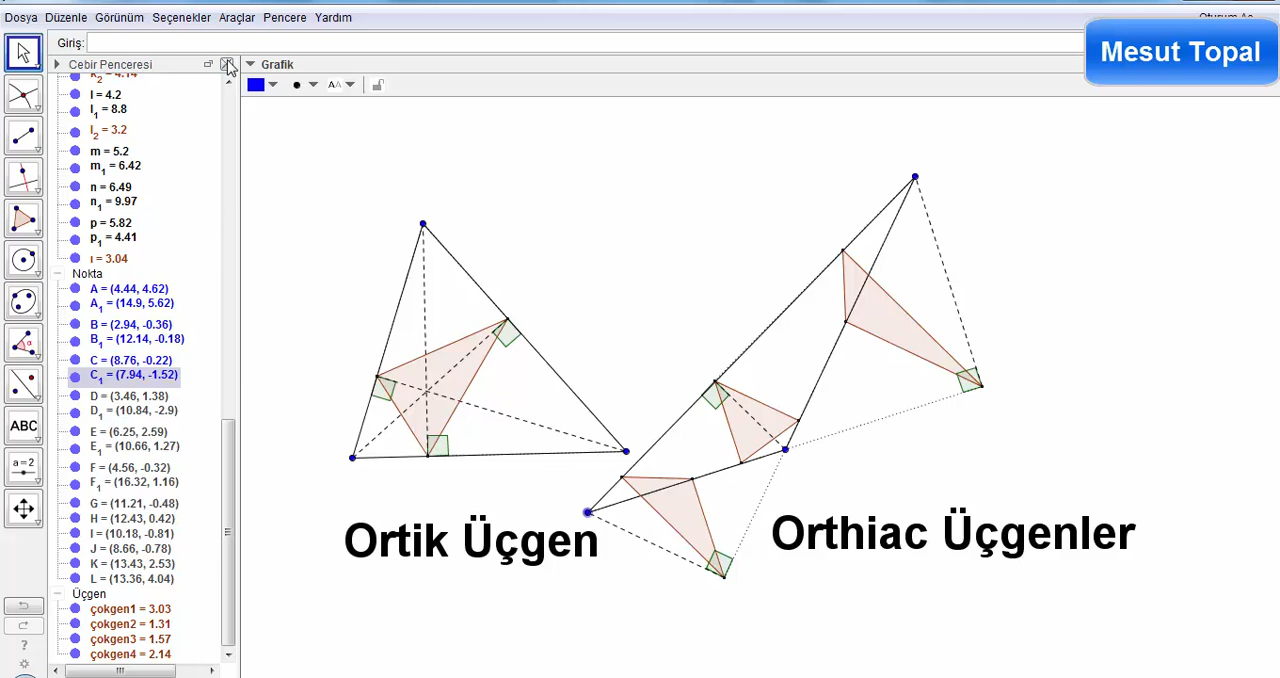 Dosya Düzenle Görünüm Seçenekler Araçlar Pencere Yardım
Giriş:
Mesut Topal
Cebir Penceresi
Grafik
AA
l = 4.2
l1 = 8.8
l2 = 3.2
m = 5.2
m1 = 6.42
n = 6.49
n1 = 9.97
p = 5.82
p1 = 4.41
ı = 3.04
Nokta
A = (4.44, 4.62)
A1 = (14.9, 5.62)
B = (2.94, -0.36)
B1 = (12.14, -0.18)
C = (8.76, -0.22)
C1 = (7.94, -1.52)
D = (3.46, 1.38)
D1 = (10.84, -2.9)
E = (6.25, 2.59)
E1 = (10.66, 1.27)
F = (4.56, -0.32)
F1 = (16.32, 1.16)
G = (11.21, -0.48)
H = (12.43, 0.42)
I = (10.18, -0.81)
J = (8.66, -0.78)
K = (13.43, 2.53)
L = (13.36, 4.04)
Üçgen
çokgen1 = 3.03
çokgen2 = 1.31
çokgen3 = 1.57
çokgen4 = 2.14
ABC
a=2
α
?
Ortik Üçgen
Orthiac Üçgenler